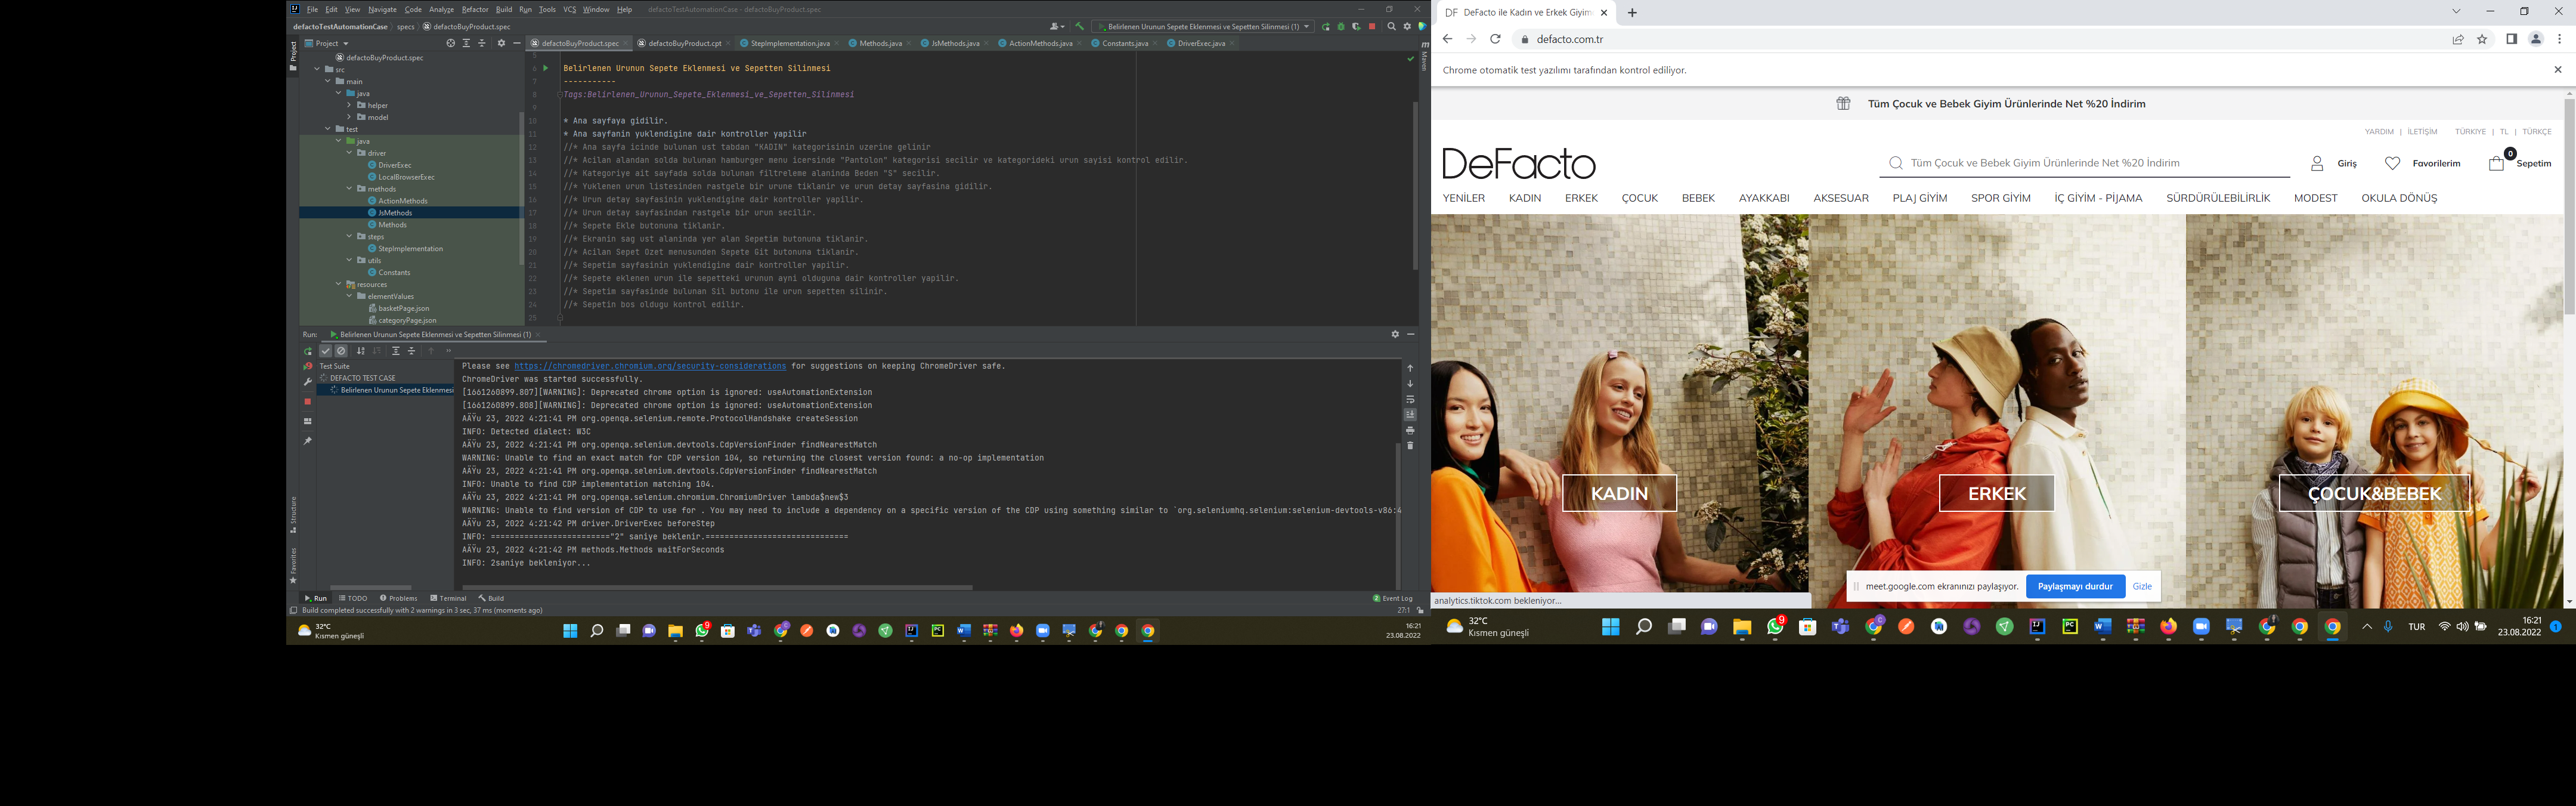 File Edit View Navigate Code Analyze Refactor Build Run Tools VCS Window Help defactoTestAutomationCase - defactoBuyProduct.spec
defactoTestAutomationCase specs defactoBuyProduct.spec
Belirlenen Urunun Sepete Eklenmesi ve Sepetten Silinmesi (1)
Project
defactoBuyProduct.spec
src
main
java
helper
model
test
java
driver
DriverExec
LocalBrowserExec
methods
ActionMethods
JsMethods
Methods
steps
StepImplementation
utils
Constants
resources
elementValues
basketPage.json
categoryPage.json
defactoBuyProduct.spec defactoBuyProduct.cpt StepImplementation.java Methods.java JsMethods.java ActionMethods.java Constants.java DriverExec.java
Maven
5
6 Belirlenen Urunun Sepete Eklenmesi ve Sepetten Silinmesi
7 -----------
8 Tags:Belirlenen_Urunun_Sepete_Eklenmesi_ve_Sepetten_Silinmesi
9
10 * Ana sayfaya gidilir.
11 * Ana sayfanin yuklendigine dair kontroller yapilir
12 //* Ana sayfa icinde bulunan ust tabdan "KADIN" kategorisinin uzerine gelinir
13 //* Acilan alandan solda bulunan hamburger menu icersinde "Pantolon" kategorisi secilir ve kategorideki urun sayisi kontrol edilir.
14 //* Kategoriye ait sayfada solda bulunan filtreleme alaninda Beden "S" secilir.
15 //* Yuklenen urun listesinden rastgele bir urune tiklanir ve urun detay sayfasina gidilir.
16 //* Urun detay sayfasinin yuklendigine dair kontroller yapilir.
17 //* Urun detay sayfasindan rastgele bir urun secilir.
18 //* Sepete Ekle butonuna tiklanir.
19 //* Ekranin sag ust alaninda yer alan Sepetim butonuna tiklanir.
20 //* Acilan Sepet Ozet menusunden Sepete Git butonuna tiklanir.
21 //* Sepetim sayfasinin yuklendigine dair kontroller yapilir.
22 //* Sepete eklenen urun ile sepetteki urunun ayni olduguna dair kontroller yapilir.
23 //* Sepetim sayfasinde bulunan Sil butonu ile urun sepetten silinir.
24 //* Sepetin bos oldugu kontrol edilir.
25
Run: Belirlenen Urunun Sepete Eklenmesi ve Sepetten Silinmesi (1)
Test Suite
DEFACTO TEST CASE
Belirlenen Urunun Sepete Eklenmesi
Please see https://chromedriver.chromium.org/security-considerations for suggestions on keeping ChromeDriver safe.
ChromeDriver was started successfully.
[1661260899.807][WARNING]: Deprecated chrome option is ignored: useAutomationExtension
[1661260899.808][WARNING]: Deprecated chrome option is ignored: useAutomationExtension
AÄŸu 23, 2022 4:21:41 PM org.openqa.selenium.remote.ProtocolHandshake createSession
INFO: Detected dialect: W3C
AÄŸu 23, 2022 4:21:41 PM org.openqa.selenium.devtools.CdpVersionFinder findNearestMatch
WARNING: Unable to find an exact match for CDP version 104, so returning the closest version found: a no-op implementation
AÄŸu 23, 2022 4:21:41 PM org.openqa.selenium.devtools.CdpVersionFinder findNearestMatch
INFO: Unable to find CDP implementation matching 104.
AÄŸu 23, 2022 4:21:41 PM org.openqa.selenium.chromium.ChromiumDriver lambda$new$3
WARNING: Unable to find version of CDP to use for . You may need to include a dependency on a specific version of the CDP using something similar to `org.seleniumhq.selenium:selenium-devtools-v86:4
AÄŸu 23, 2022 4:21:42 PM driver.DriverExec beforeStep
INFO: ========================="2" saniye beklenir.==============================
AÄŸu 23, 2022 4:21:42 PM methods.Methods waitForSeconds
INFO: 2saniye bekleniyor...
Structure
Favorites
Run TODO Problems Terminal Build Event Log
Build completed successfully with 2 warnings in 3 sec, 37 ms (moments ago) 27:1
32°C
Kısmen güneşli
9
16:21
23.08.2022
DF DeFacto ile Kadın ve Erkek Giyim
defacto.com.tr
Chrome otomatik test yazılımı tarafından kontrol ediliyor.
Tüm Çocuk ve Bebek Giyim Ürünlerinde Net %20 İndirim
YARDIM | İLETİŞİM TÜRKIYE | TL | TÜRKÇE
DeFacto
Tüm Çocuk ve Bebek Giyim Ürünlerinde Net %20 İndirim
Giriş Favorilerim 0 Sepetim
YENİLER KADIN ERKEK ÇOCUK BEBEK AYAKKABI AKSESUAR PLAJ GİYİM SPOR GİYİM İÇ GİYİM - PİJAMA SÜRDÜRÜLEBİLİRLİK MODEST OKULA DÖNÜŞ
KADIN
ERKEK
ÇOCUK&BEBEK
meet.google.com ekranınızı paylaşıyor. Paylaşmayı durdur Gizle
analytics.tiktok.com bekleniyor...
32°C
Kısmen güneşli
9
TUR
16:21
23.08.2022
1